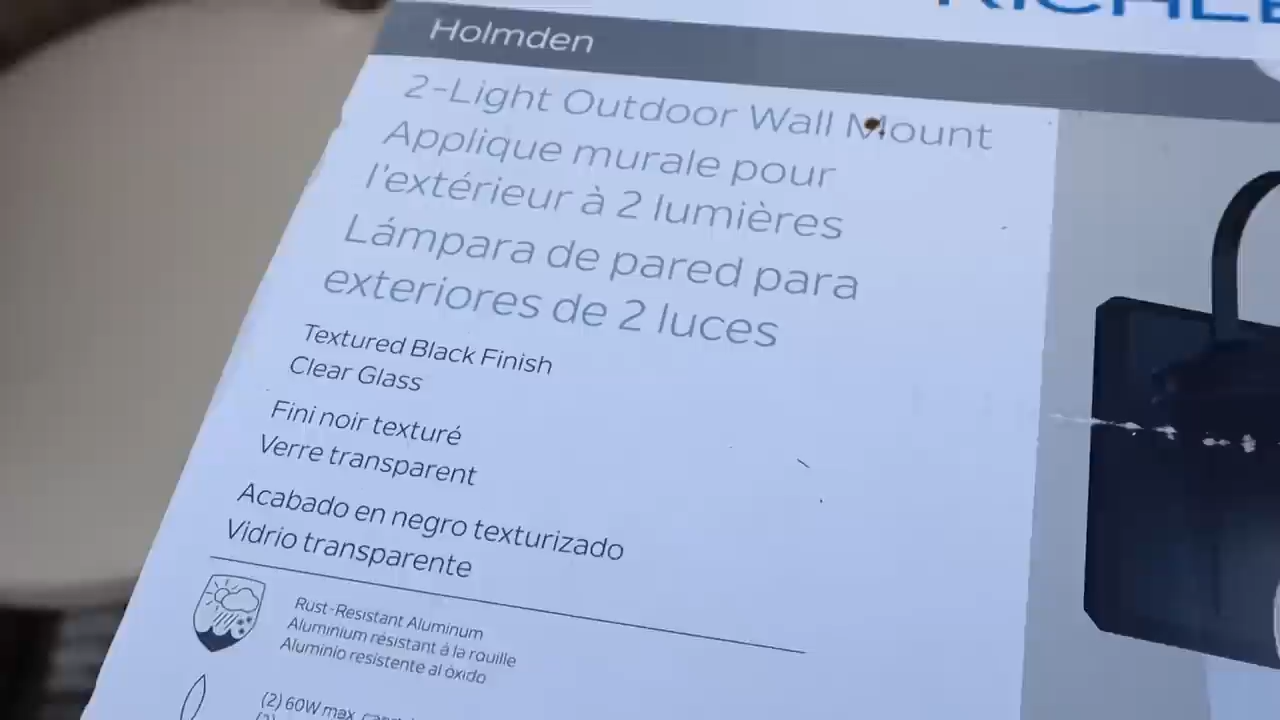 Holmden
2-Light Outdoor Wall Mount
Applique murale pour
l'extérieur à 2 lumières
Lámpara de pared para
exteriores de 2 luces
Textured Black Finish
Clear Glass
Fini noir texturé
Verre transparent
Acabado en negro texturizado
Vidrio transparente
Rust-Resistant Aluminum
Aluminium résistant à la rouille
Aluminio resistente al óxido
(2) 60W max.